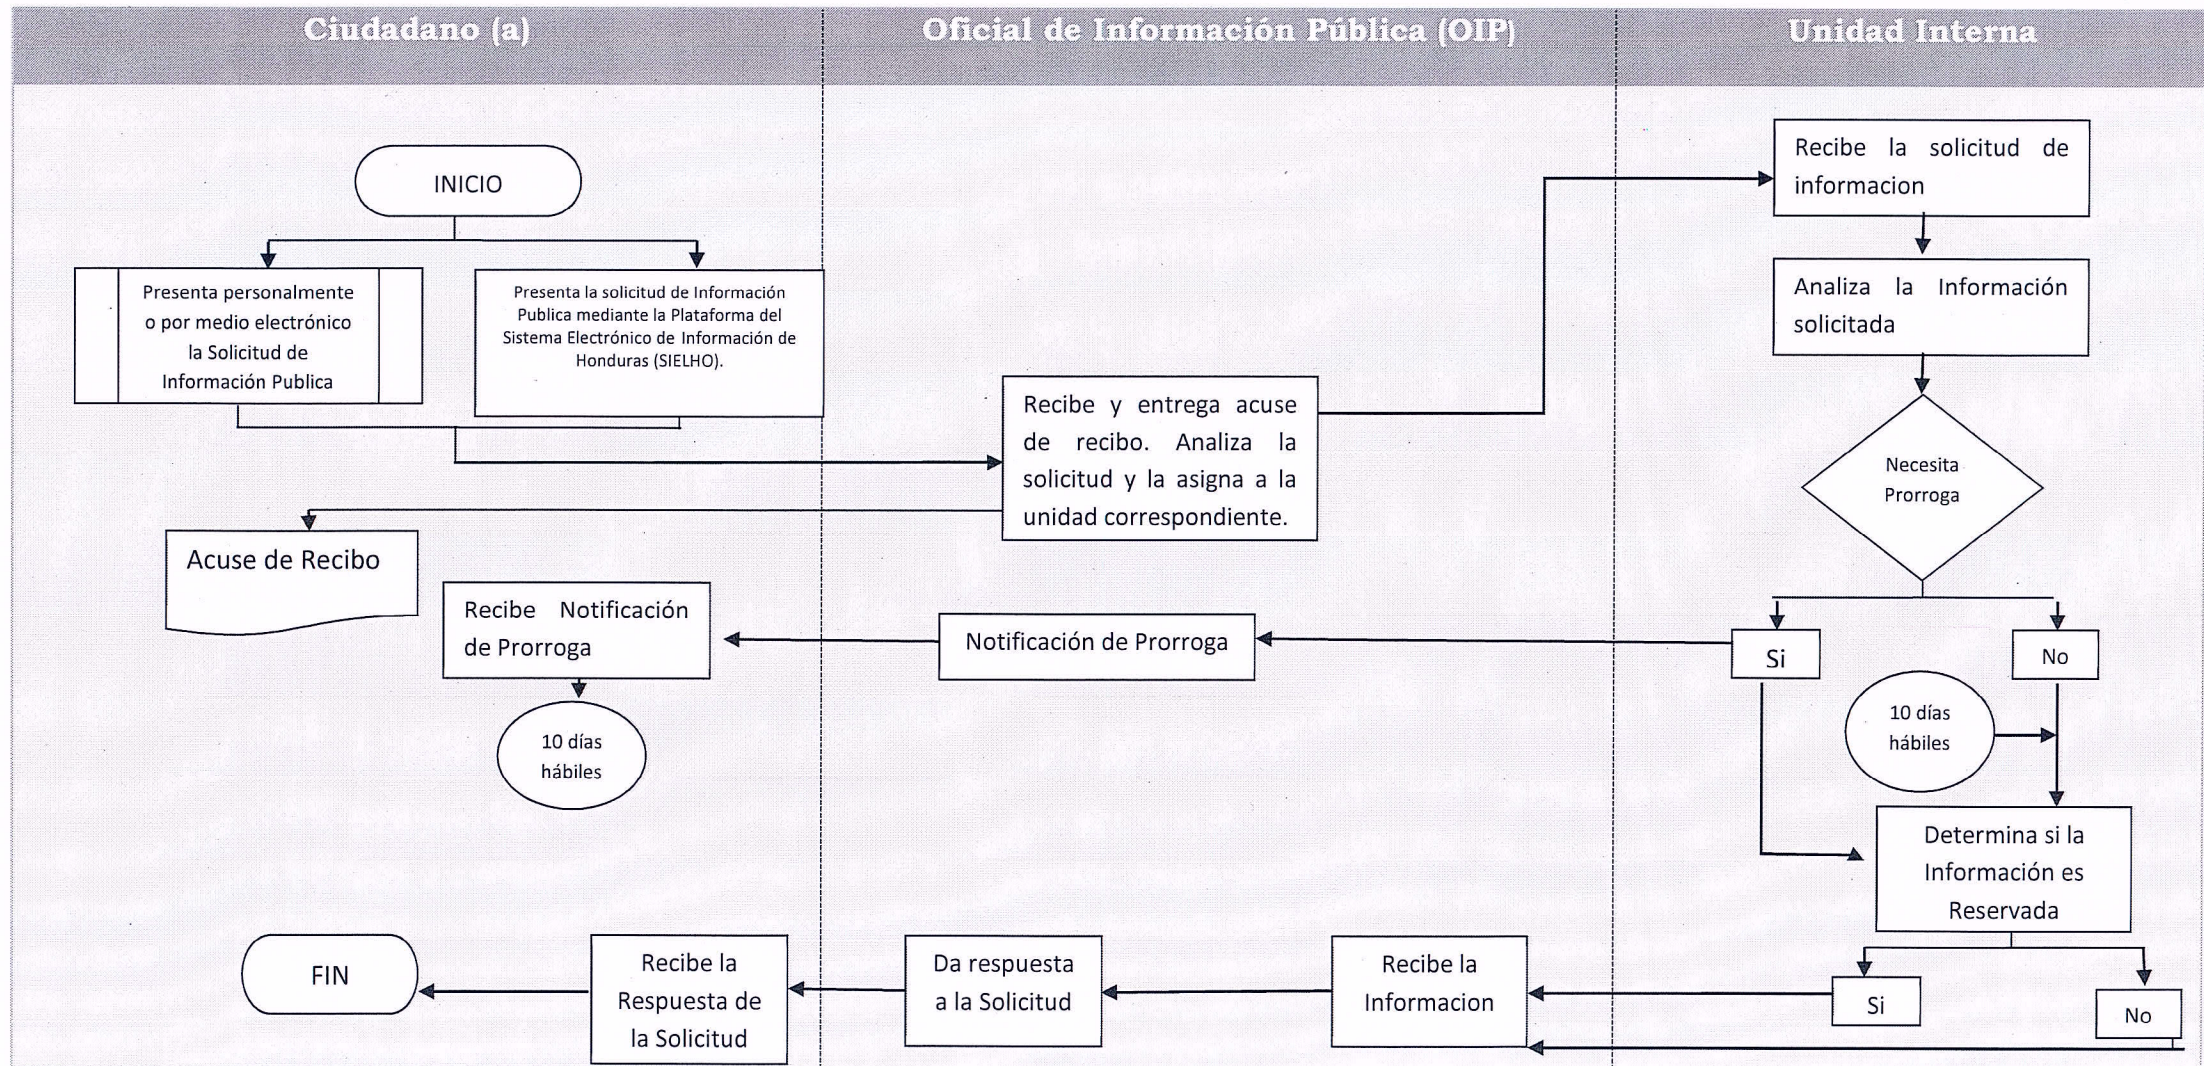 Ciudadano (a)
Oficial de Información Pública (OIP)
Unidad Interna
INICIO
Presenta personalmente
o por medio electrónico
la Solicitud de
Información Publica
Presenta la solicitud de Información
Publica mediante la Plataforma del
Sistema Electrónico de Información de
Honduras (SIELHO).
Recibe y entrega acuse
de recibo. Analiza la
solicitud y la asigna a la
unidad correspondiente.
Recibe la solicitud de
informacion
Analiza la Información
solicitada
Necesita
Prorroga
Acuse de Recibo
Recibe Notificación
de Prorroga
Notificación de Prorroga
Si
No
10 días
hábiles
10 días
hábiles
Determina si la
Información es
Reservada
Si
No
Recibe la
Informacion
Da respuesta
a la Solicitud
Recibe la
Respuesta de
la Solicitud
FIN